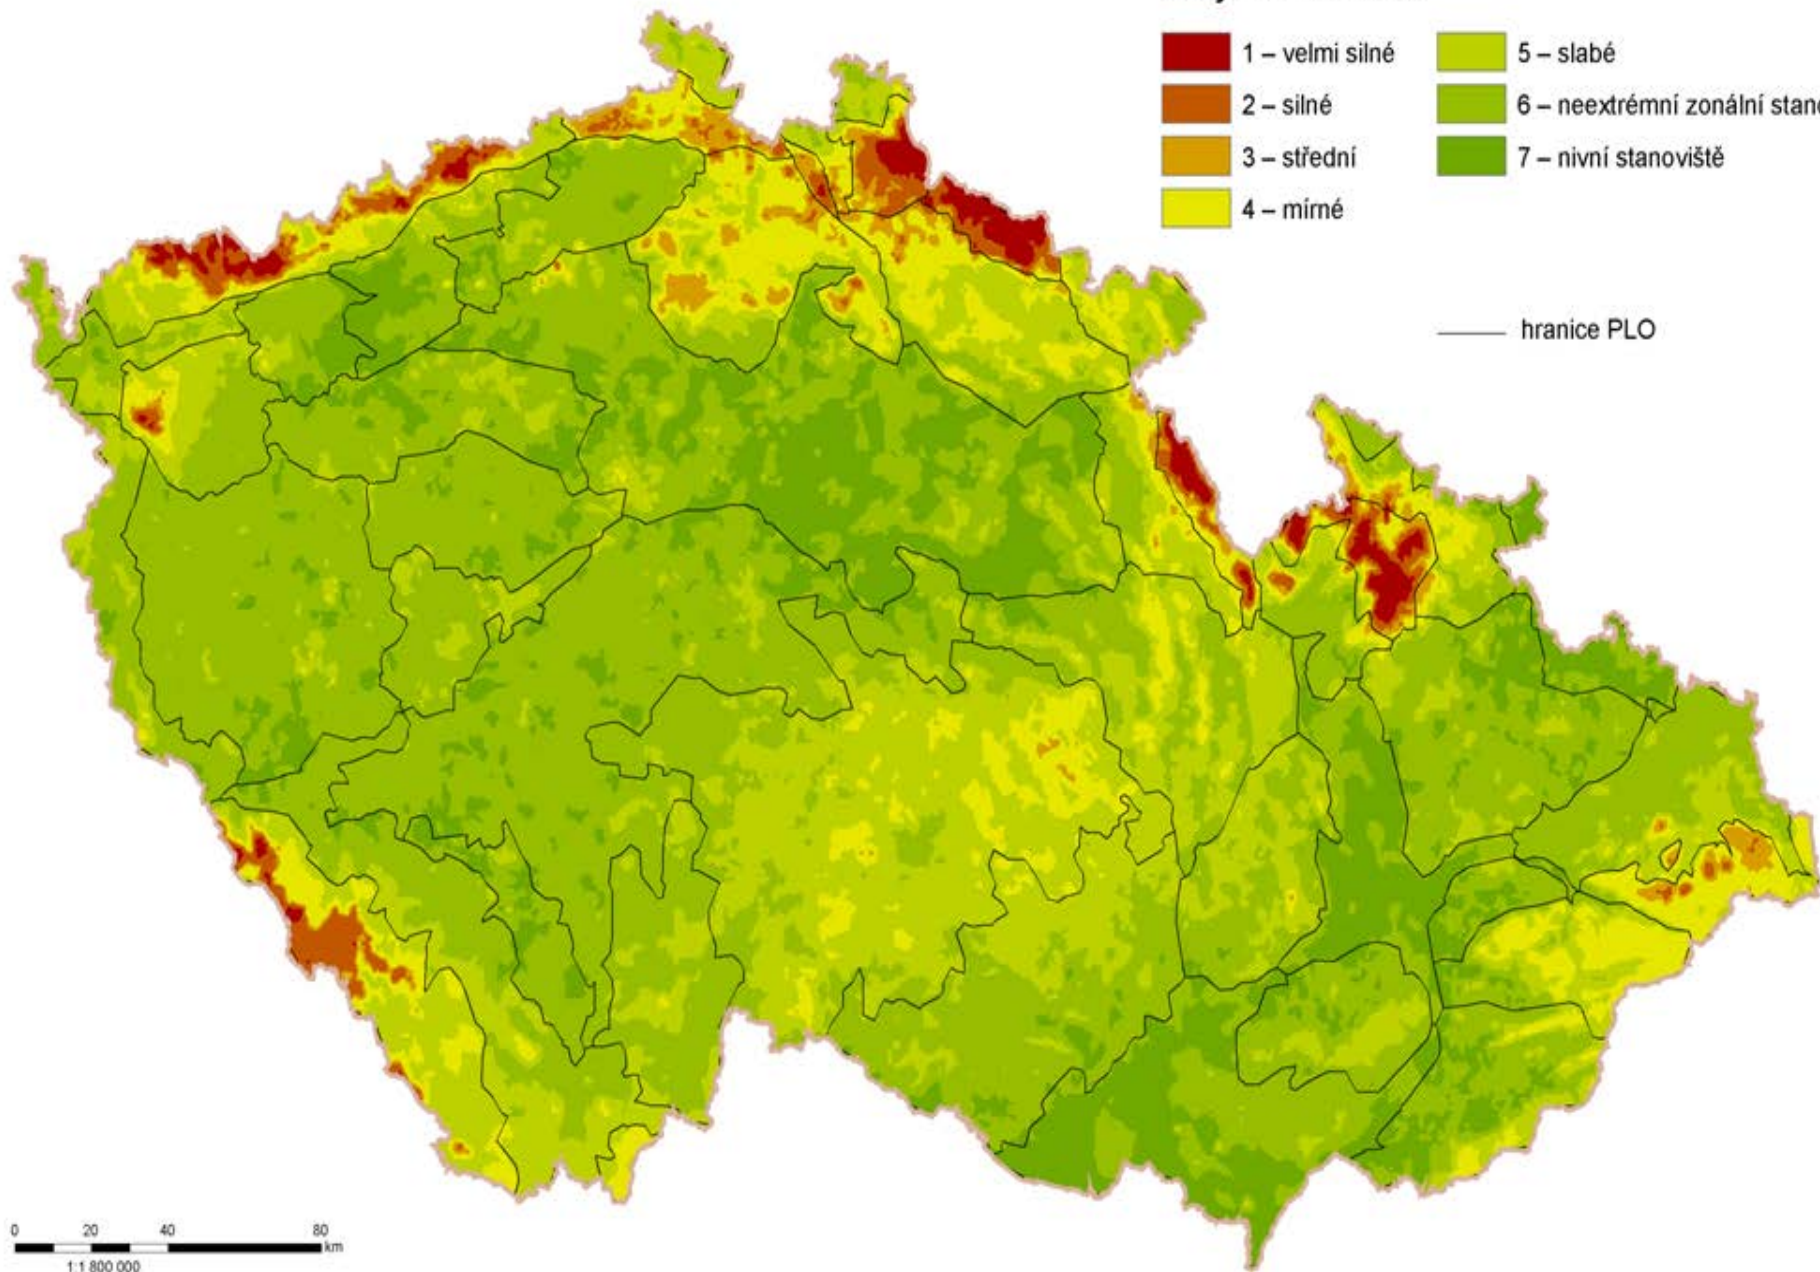 1 – velmi silné
2 – silné
3 – střední
4 – mírné
5 – slabé
6 – neextrémní zonální
7 – nivní stanoviště
hranice PLO
0 20 40 80
km
1:1 800 000